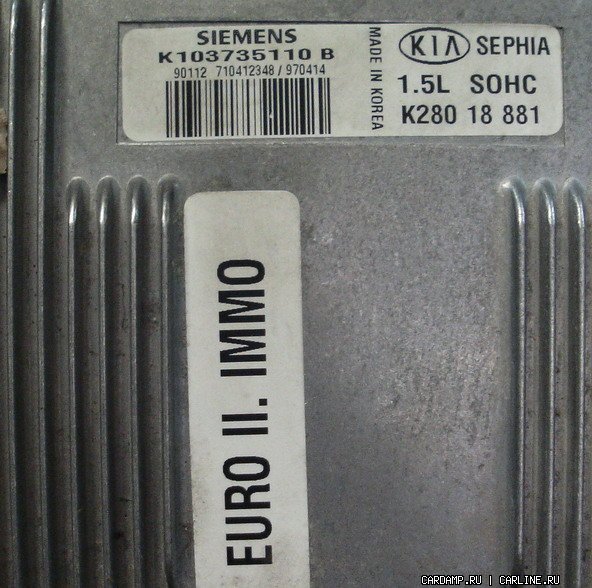 SIEMENS
K103735110 B
90112 710412348 / 970414
MADE IN KOREA
KIA SEPHIA
1.5L SOHC
K280 18 881
EURO II. IMMO
CARDAMP.RU | CARLINE.RU